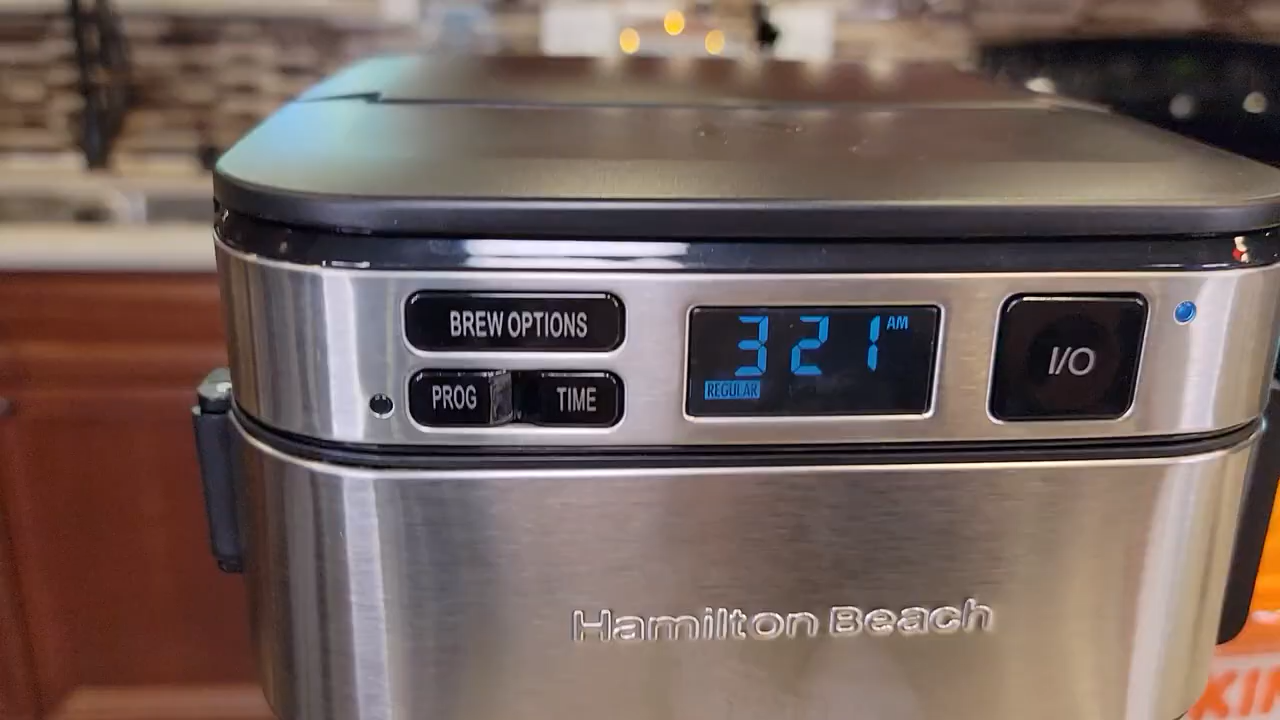 BREW OPTIONS
PROG
TIME
3 21 AM
REGULAR
I/O
Hamilton Beach